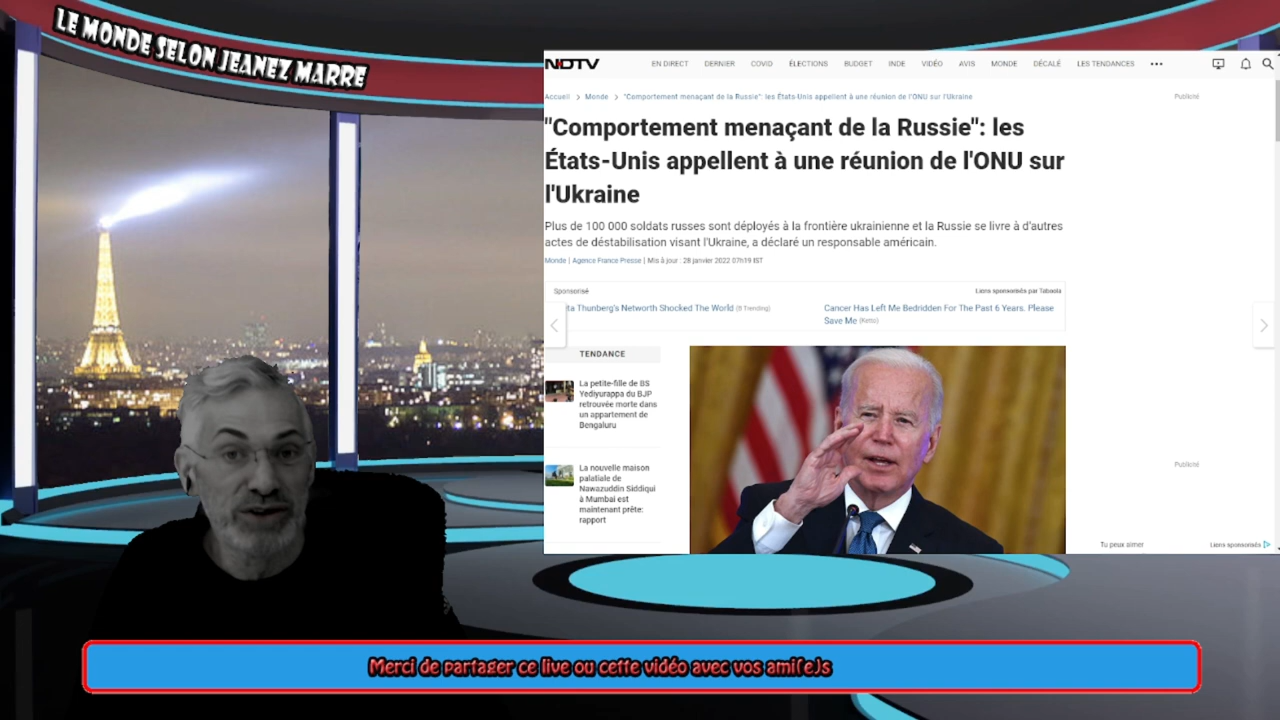 LE MONDE SELON JEANEZ MARRE
NDTV
EN DIRECT DERNIER COVID ÉLECTIONS BUDGET INDE VIDÉO AVIS MONDE DÉCALÉ LES TENDANCES
Accueil > Monde > "Comportement menaçant de la Russie": les États-Unis appellent à une réunion de l'ONU sur l'Ukraine
Publicité
"Comportement menaçant de la Russie": les
États-Unis appellent à une réunion de l'ONU sur
l'Ukraine
Plus de 100 000 soldats russes sont déployés à la frontière ukrainienne et la Russie se livre à d'autres
actes de déstabilisation visant l'Ukraine, a déclaré un responsable américain.
Monde | Agence France Presse | Mis à jour : 28 janvier 2022 07h19 IST
Sponsorisé
Liens sponsorisés par Taboola
ta Thunberg's Networth Shocked The World (B Trending)
Cancer Has Left Me Bedridden For The Past 6 Years. Please
Save Me (Ketto)
TENDANCE
La petite-fille de BS
Yediyurappa du BJP
retrouvée morte dans
un appartement de
Bengaluru
La nouvelle maison
palatiale de
Nawazuddin Siddiqui
à Mumbai est
maintenant prête:
rapport
Publicité
Tu peux aimer
Liens sponsorisés
Merci de partager ce live ou cette vidéo avec vos ami(e)s